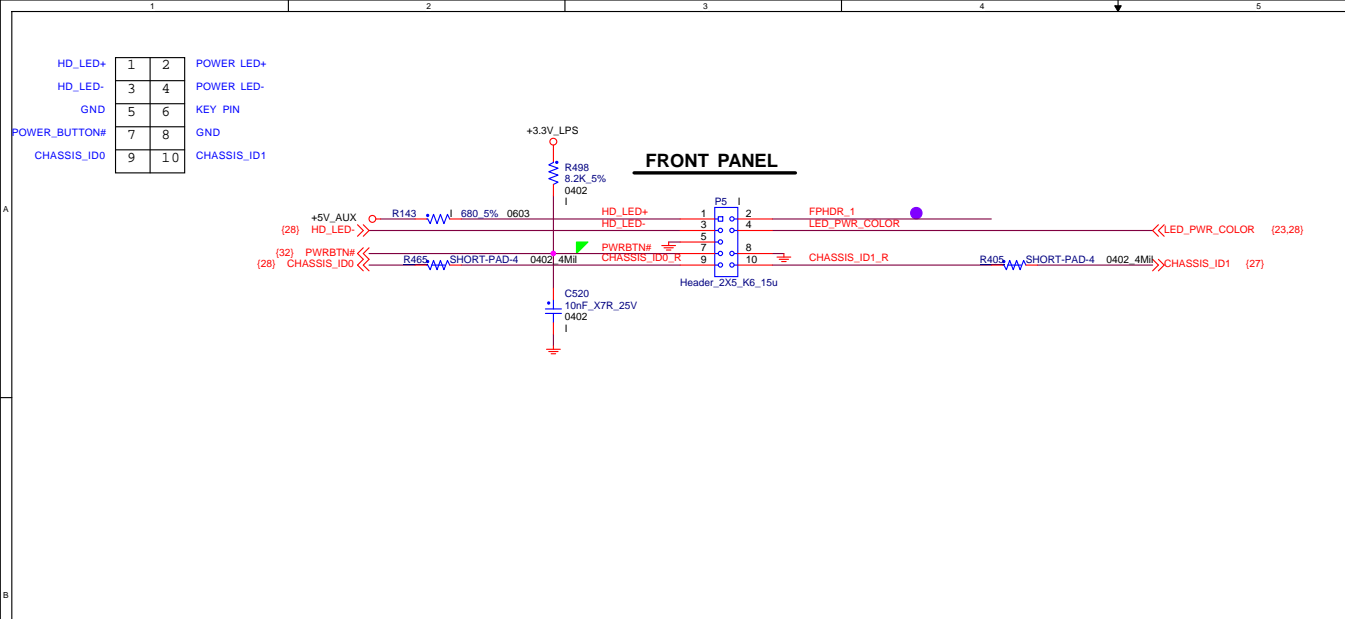 1 2 3 4 5
HD_LED+ 1 2 POWER LED+
HD_LED- 3 4 POWER LED-
GND 5 6 KEY PIN
POWER_BUTTON# 7 8 GND
CHASSIS_ID0 9 10 CHASSIS_ID1
+3.3V_LPS
R498
8.2K_5%
0402
I
FRONT PANEL
A
P5 I
+5V_AUX R143 I 680_5% 0603 HD_LED+ 1 2 FPHDR_1
{28} HD_LED- HD_LED- 3 4 LED_PWR_COLOR LED_PWR_COLOR {23,28}
5
{32} PWRBTN# PWRBTN# 7 8
{28} CHASSIS_ID0 R465 SHORT-PAD-4 0402_4Mil CHASSIS_ID0_R 9 10 CHASSIS_ID1_R R405 SHORT-PAD-4 0402_4Mil CHASSIS_ID1 {27}
Header_2X5_K6_15u
C520
10nF_X7R_25V
0402
I
B